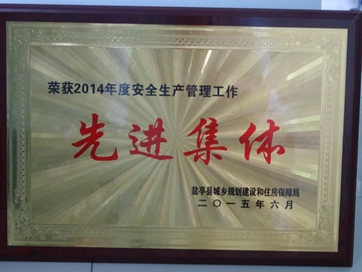 荣获2014年度安全生产管理工作
先进集体
盐亭县城乡规划建设和住房保障局
二〇一五年六月